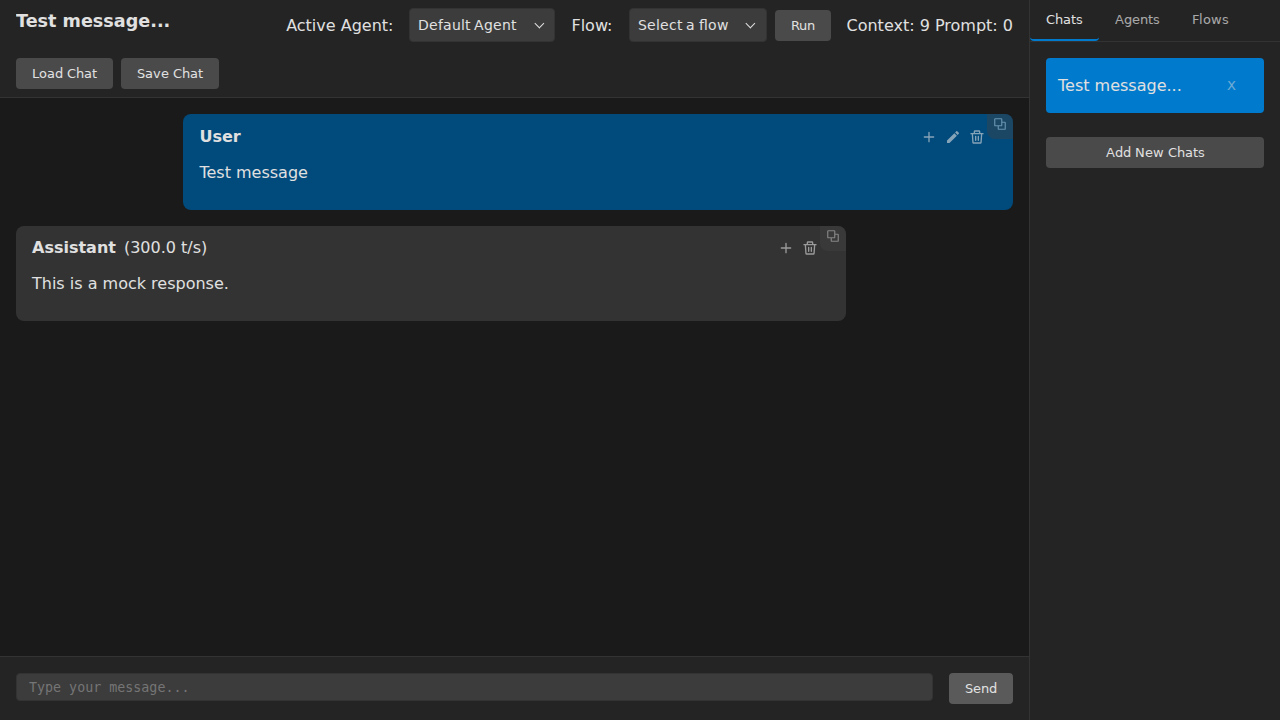 Test message...
Active Agent: Default Agent Flow: Select a flow Run Context: 9 Prompt: 0
Load Chat Save Chat
User
Test message
Assistant (300.0 t/s)
This is a mock response.
Type your message... Send
Chats Agents Flows
Test message... X
Add New Chats